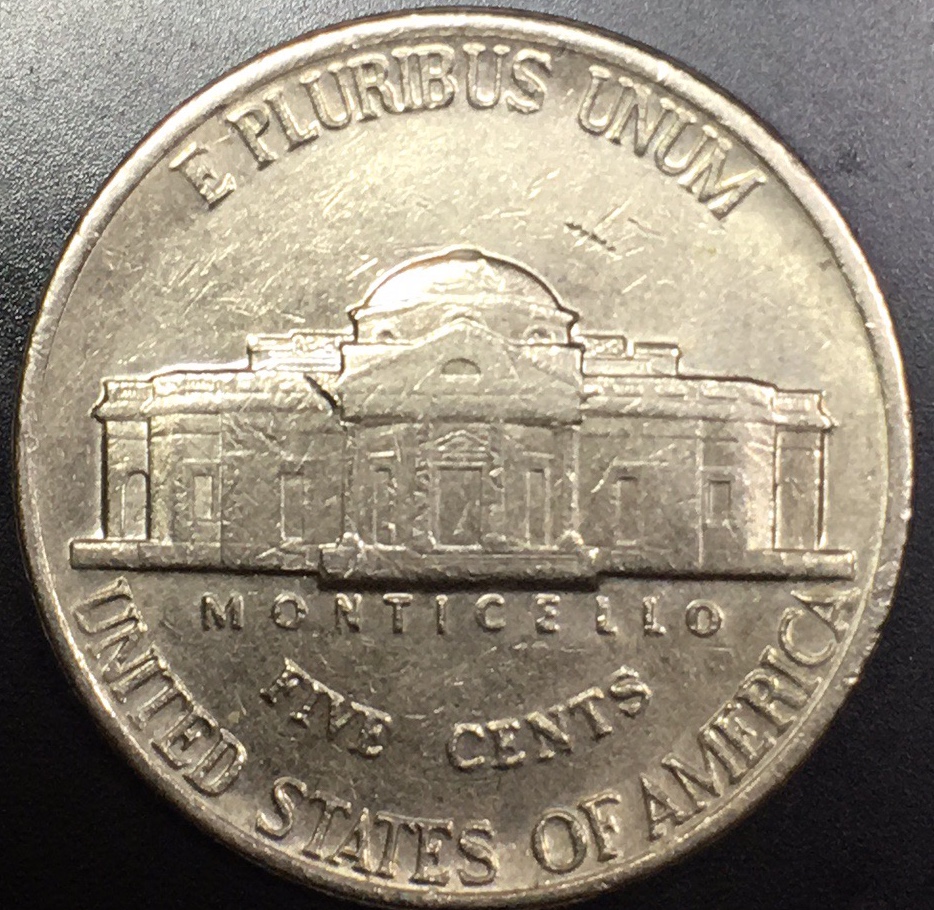 E PLURIBUS UNUM
MONTICELLO
FIVE CENTS
UNITED STATES OF AMERICA